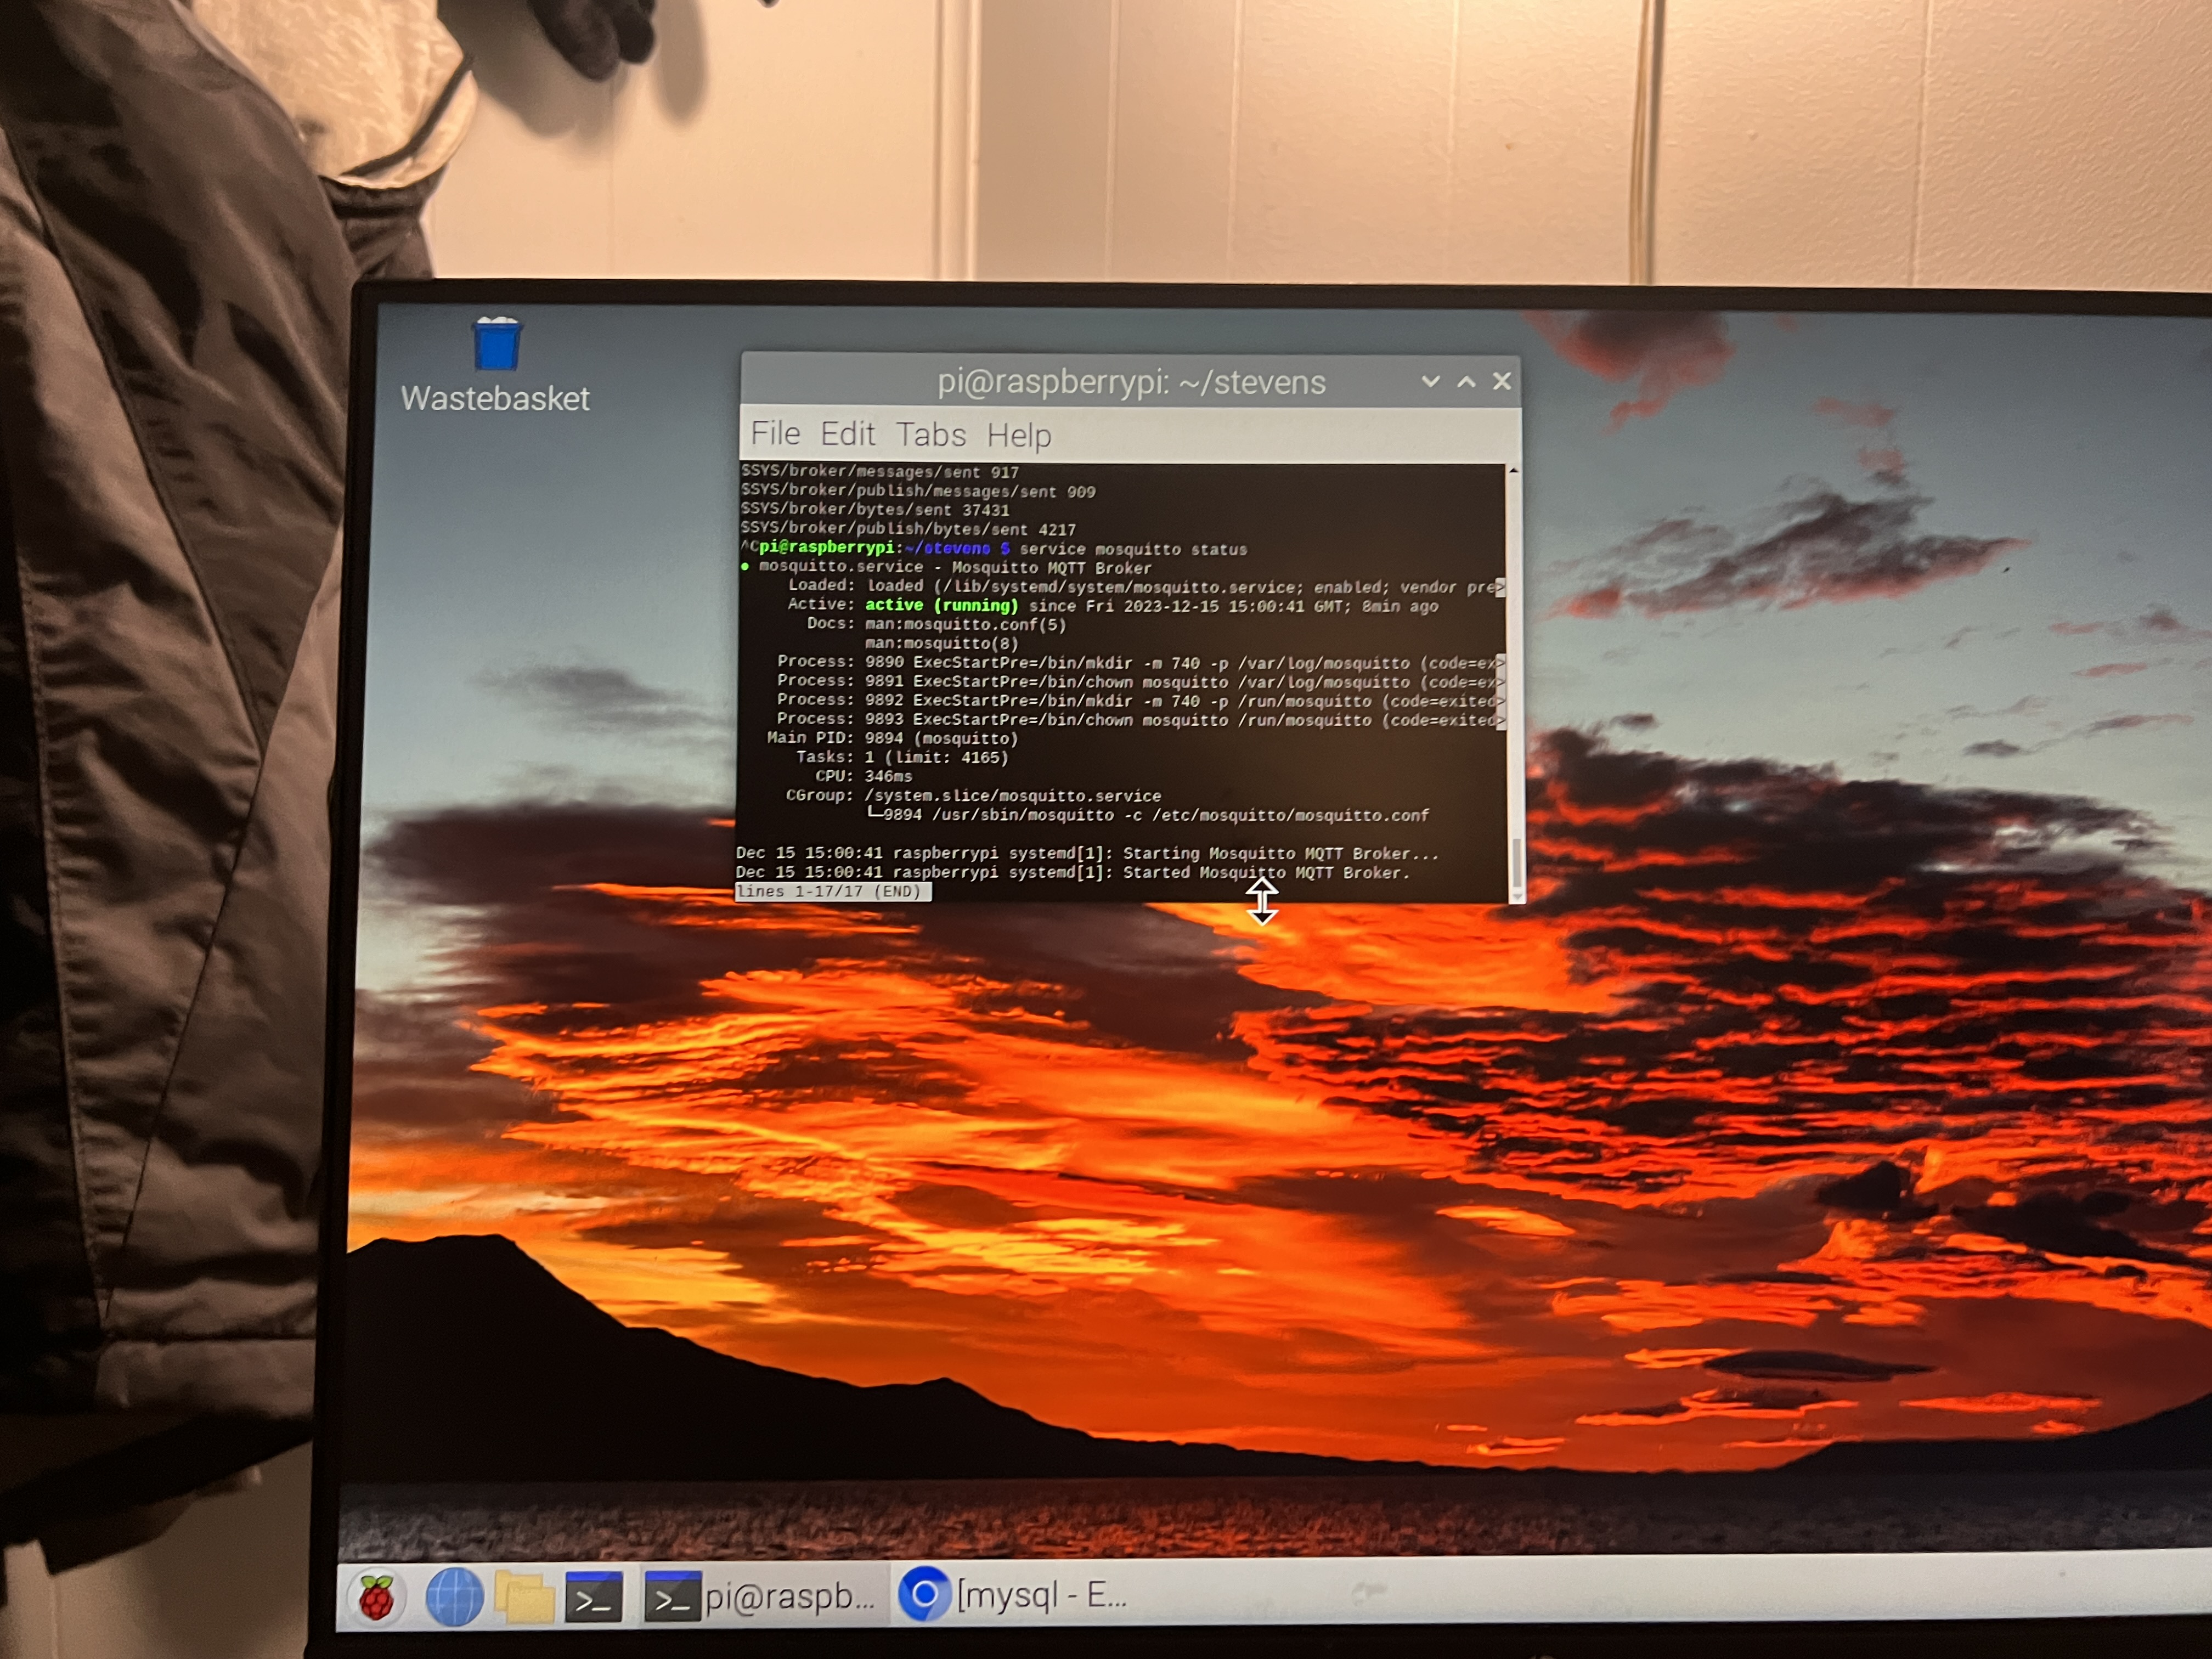 Wastebasket
pi@raspberrypi: ~/stevens
File Edit Tabs Help
$SYS/broker/messages/sent 917
$SYS/broker/publish/messages/sent 909
$SYS/broker/bytes/sent 37431
$SYS/broker/publish/bytes/sent 4217
^Cpi@raspberrypi:~/stevens $ service mosquitto status
● mosquitto.service - Mosquitto MQTT Broker
Loaded: loaded (/lib/systemd/system/mosquitto.service; enabled; vendor pre>
Active: active (running) since Fri 2023-12-15 15:00:41 GMT; 8min ago
Docs: man:mosquitto.conf(5)
man:mosquitto(8)
Process: 9890 ExecStartPre=/bin/mkdir -m 740 -p /var/log/mosquitto (code=ex>
Process: 9891 ExecStartPre=/bin/chown mosquitto /var/log/mosquitto (code=ex>
Process: 9892 ExecStartPre=/bin/mkdir -m 740 -p /run/mosquitto (code=exited>
Process: 9893 ExecStartPre=/bin/chown mosquitto /run/mosquitto (code=exited>
Main PID: 9894 (mosquitto)
Tasks: 1 (limit: 4165)
CPU: 346ms
CGroup: /system.slice/mosquitto.service
└─9894 /usr/sbin/mosquitto -c /etc/mosquitto/mosquitto.conf
Dec 15 15:00:41 raspberrypi systemd[1]: Starting Mosquitto MQTT Broker...
Dec 15 15:00:41 raspberrypi systemd[1]: Started Mosquitto MQTT Broker.
lines 1-17/17 (END)
>_ >_ pi@raspb... [mysql - E...